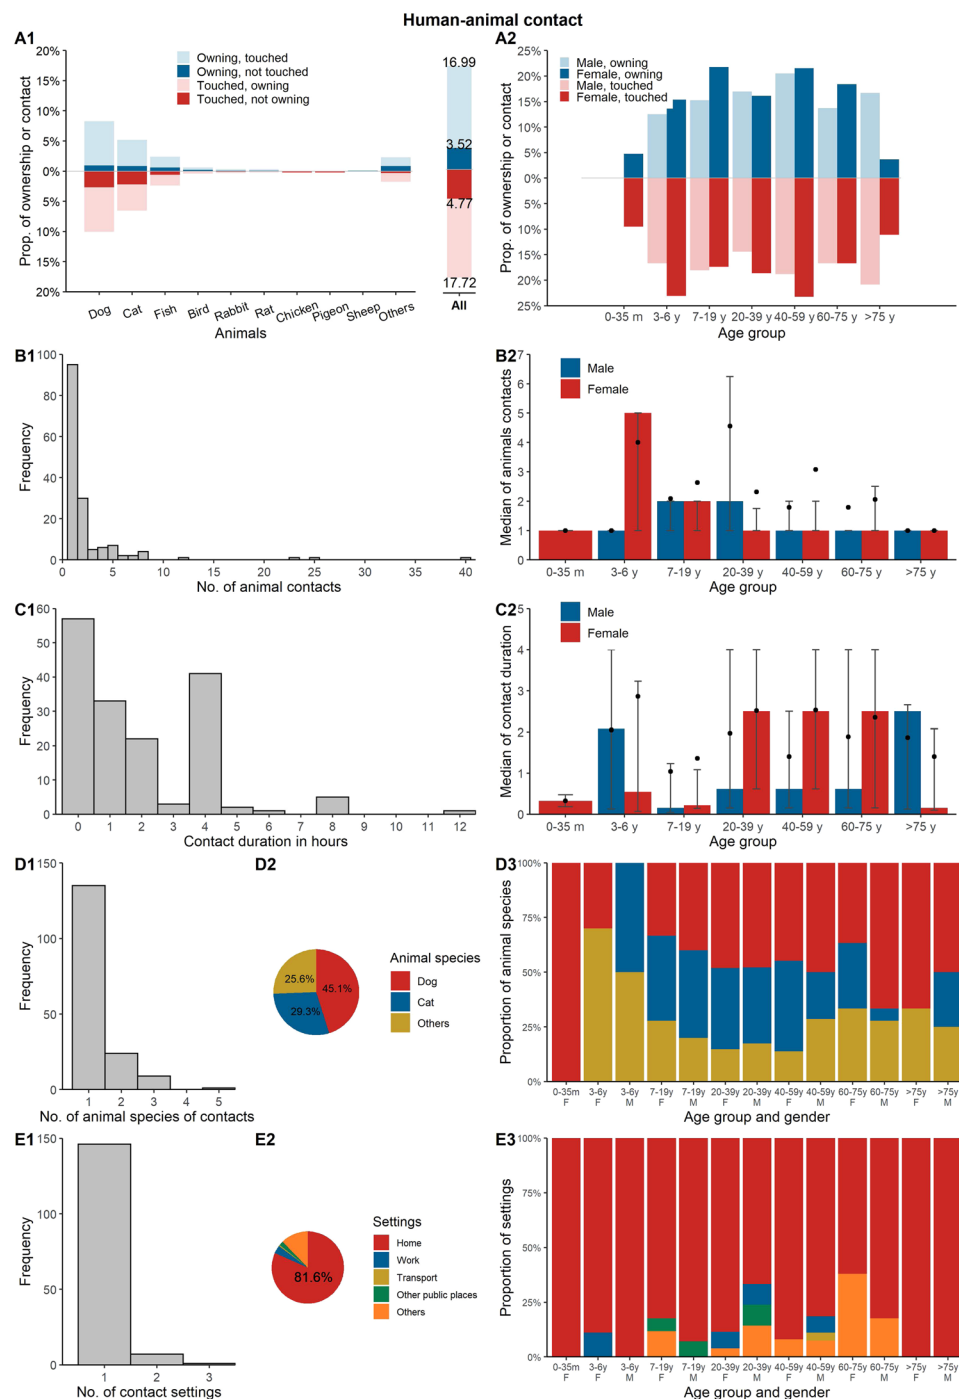 Human-animal contact
A1
20%
15%
10%
5%
0%
5%
10%
15%
20%
Prop. of ownership or contact
Owning, touched
Owning, not touched
Touched, owning
Touched, not owning
Dog Cat Fish Bird Rabbit Rat Chicken Pigeon Sheep Others
Animals
16.99
3.52
4.77
17.72
All
A2
25%
20%
15%
10%
5%
0%
5%
10%
15%
20%
25%
Prop. of ownership or contact
Male, owning
Female, owning
Male, touched
Female, touched
0-35 m 3-6 y 7-19 y 20-39 y 40-59 y 60-75 y >75 y
Age group
B1
100
80
60
40
20
0
Frequency
0 5 10 15 20 25 30 35 40
No. of animal contacts
B2
7
6
5
4
3
2
1
0
Median of animals contacts
Male
Female
0-35 m 3-6 y 7-19 y 20-39 y 40-59 y 60-75 y >75 y
Age group
C1
60
50
40
30
20
10
0
Frequency
0 1 2 3 4 5 6 7 8 9 10 11 12
Contact duration in hours
C2
5
4
3
2
1
0
Median of contact duration
Male
Female
0-35 m 3-6 y 7-19 y 20-39 y 40-59 y 60-75 y >75 y
Age group
D1
150
100
50
0
Frequency
1 2 3 4 5
No. of animal species of contacts
D2
25.6%
45.1%
29.3%
Animal species
Dog
Cat
Others
D3
100%
75%
50%
25%
0%
Proportion of animal species
0-35m 3-6y 3-6y 7-19y 7-19y 20-39y 20-39y 40-59y 40-59y 60-75y 60-75y >75y >75y
F F M F M F M F M F M F M
Age group and gender
E1
150
100
50
0
Frequency
1 2 3
No. of contact settings
E2
81.6%
Settings
Home
Work
Transport
Other public places
Others
E3
100%
75%
50%
25%
0%
Proportion of settings
0-35m 3-6y 3-6y 7-19y 7-19y 20-39y 20-39y 40-59y 40-59y 60-75y 60-75y >75y >75y
F F M F M F M F M F M F M
Age group and gender